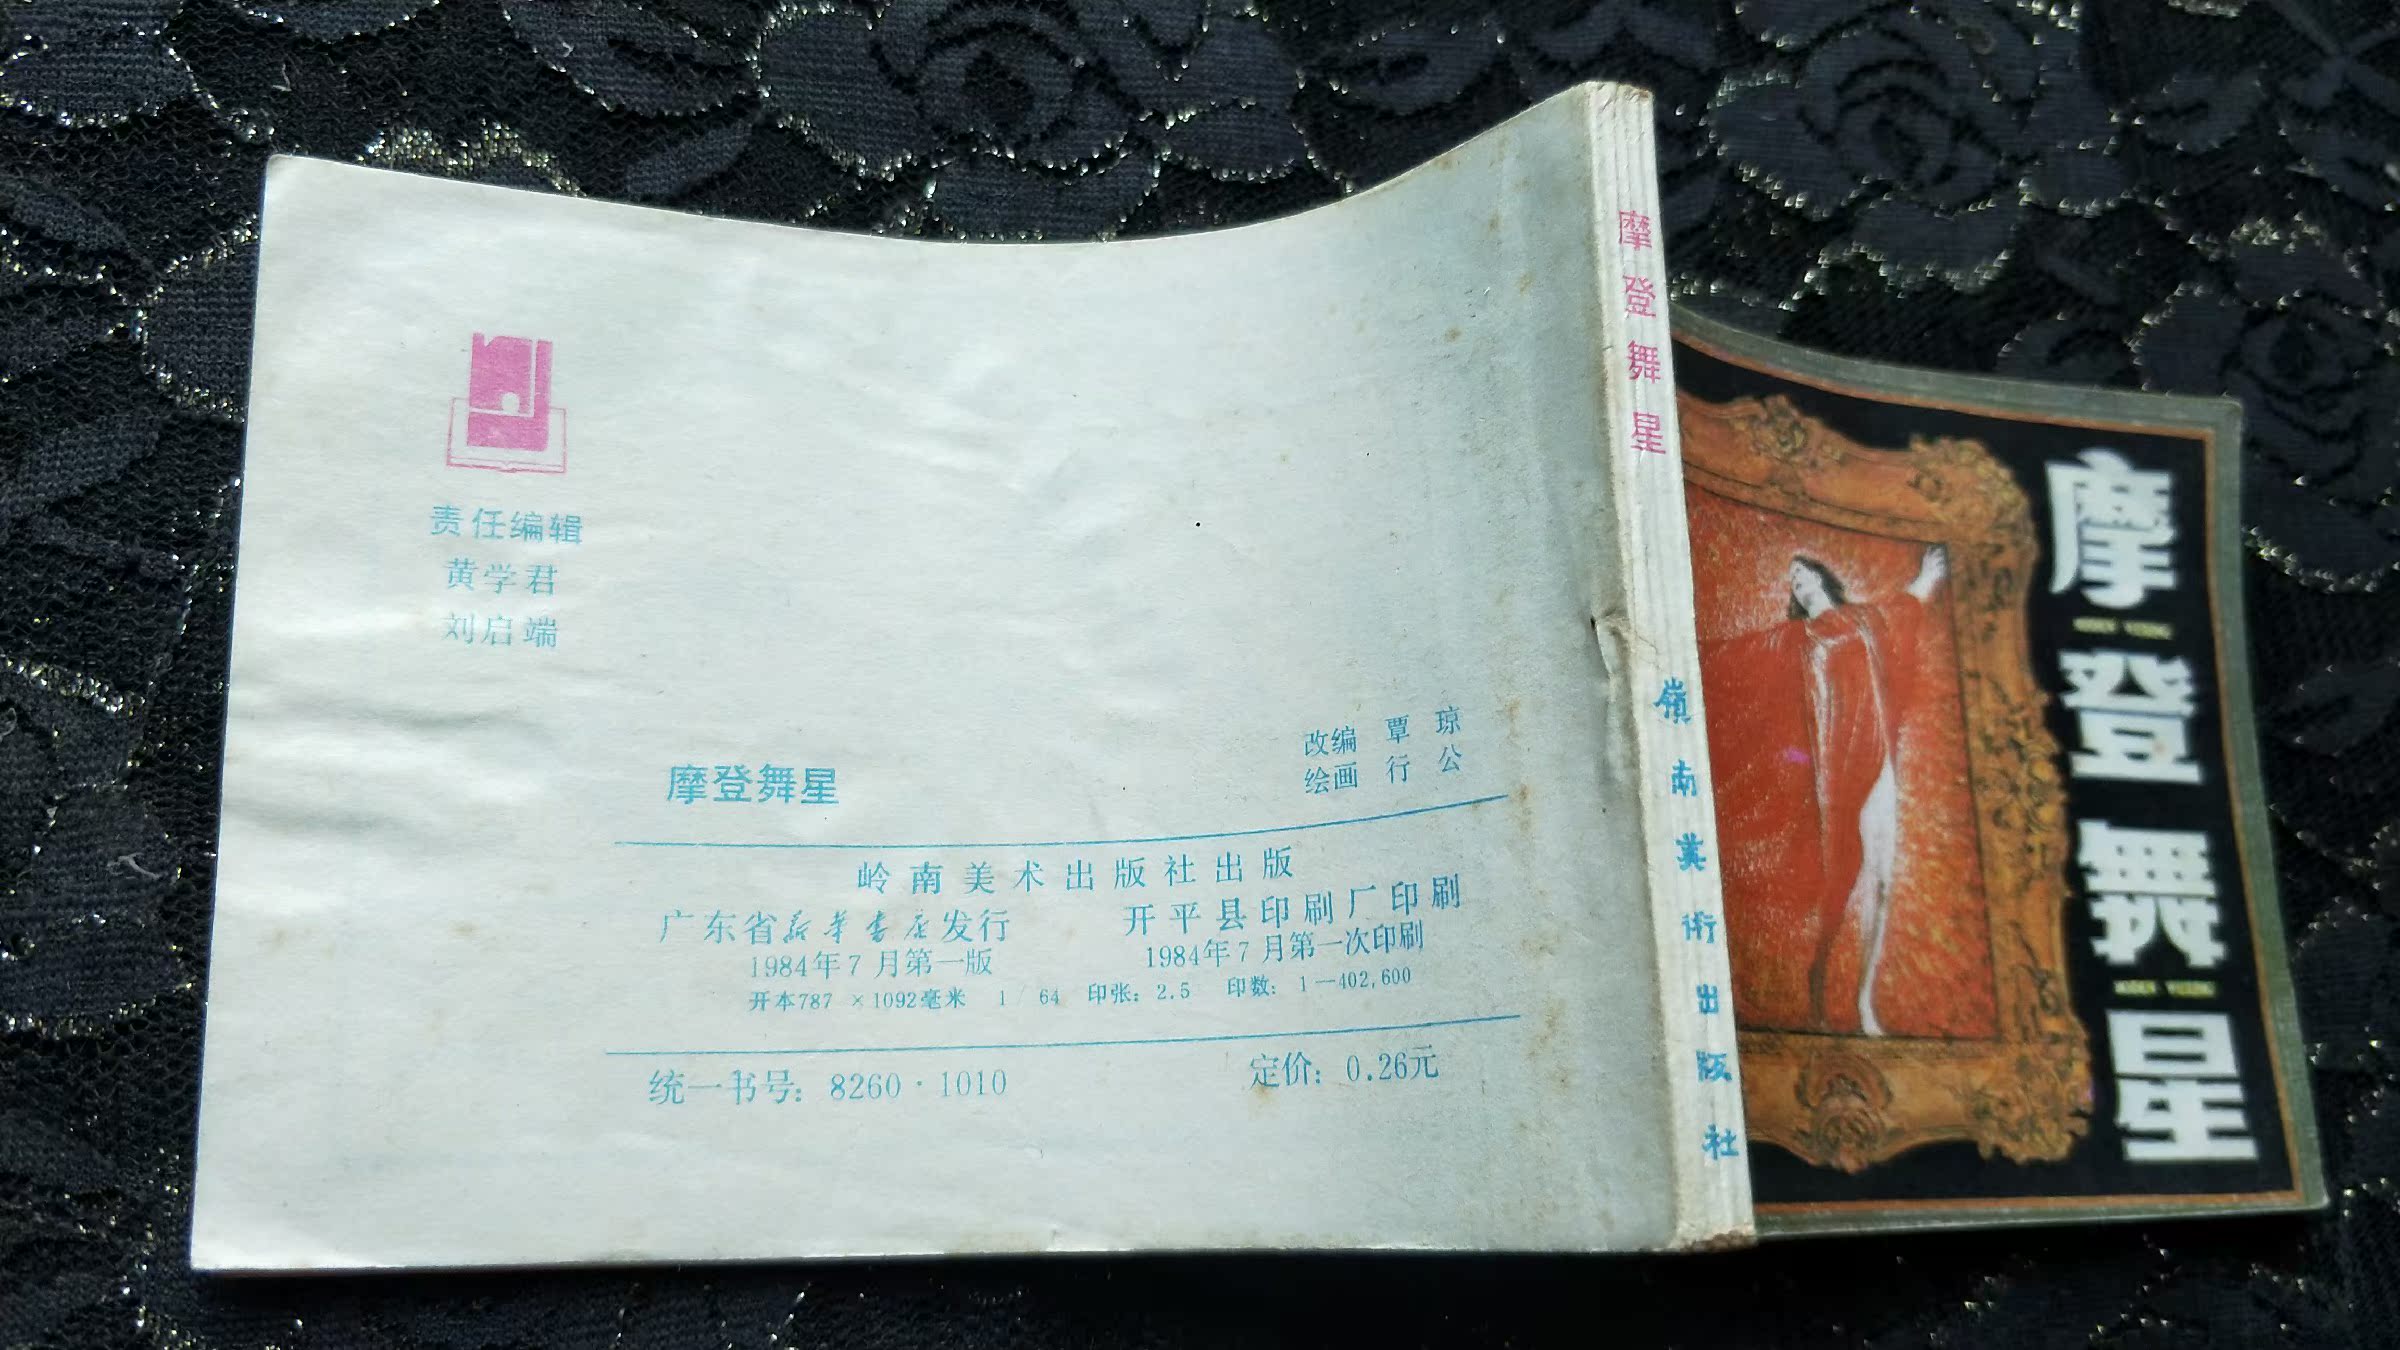 责任编辑
黄学君
刘启端
摩登舞星
改编 覃琼
绘画 行公
岭南美术出版社出版
广东省新华书店发行 开平县印刷厂印刷
1984年7月第一版 1984年7月第一次印刷
开本787×1092毫米 1/64 印张：2.5 印数：1—402,600
统一书号：8260·1010 定价：0.26元
摩登舞星
嶺南美術出版社
摩登舞星